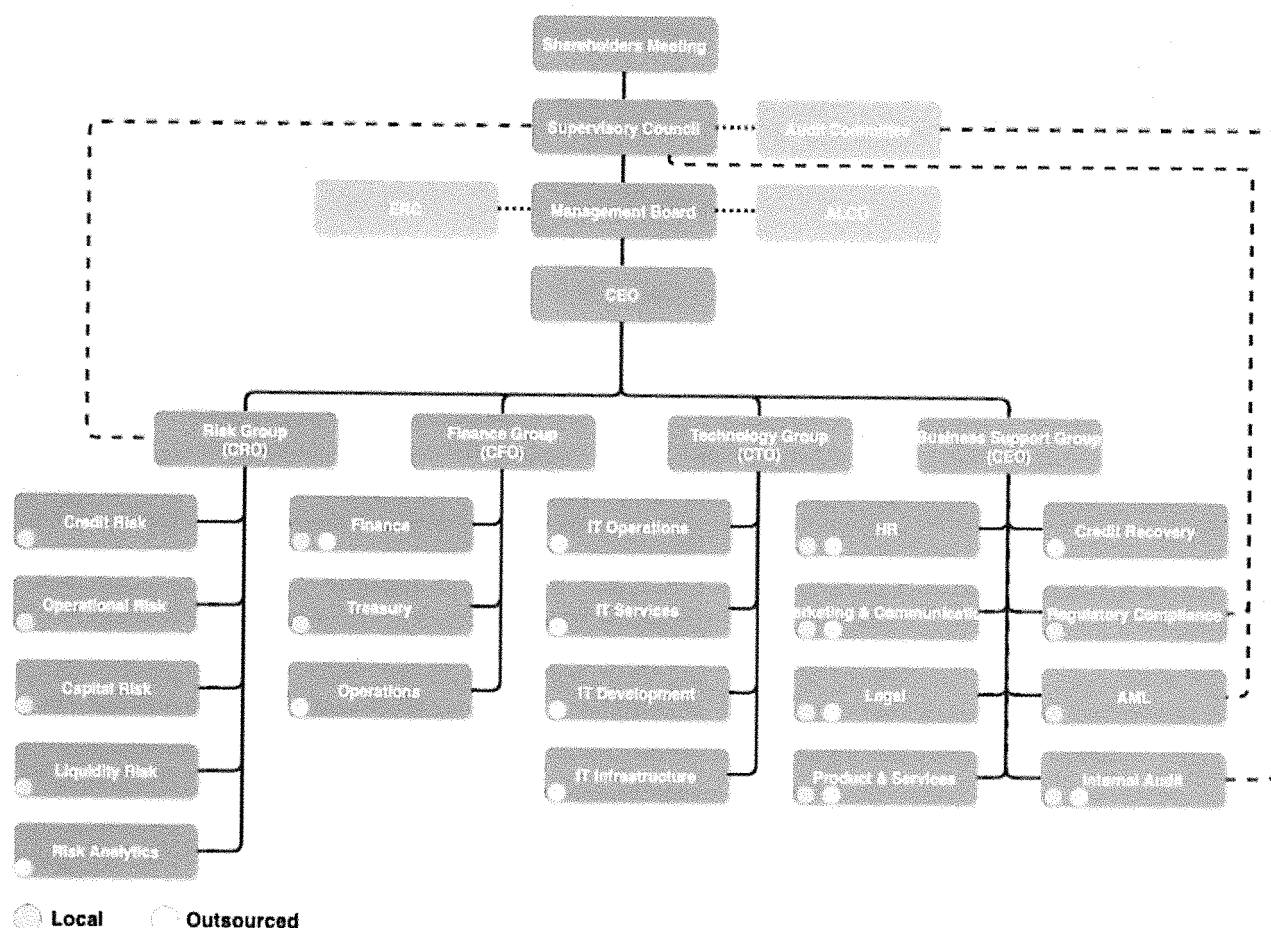 Shareholders Meeting
Supervisory Council
Audit Committee
Management Board
ALCO
CEO
Risk Group
(CRO)
Finance Group
(CFO)
Technology Group
(CTO)
Business Support Group
(CEO)
Credit Risk
Finance
IT Operations
HR
Credit Recovery
Operational Risk
Treasury
IT Services
arketing & Communicati
Regulatory Compliance
Capital Risk
Operations
IT Development
Legal
AML
Liquidity Risk
IT Infrastructure
Product & Services
Internal Audit
Risk Analytics
Local
Outsourced